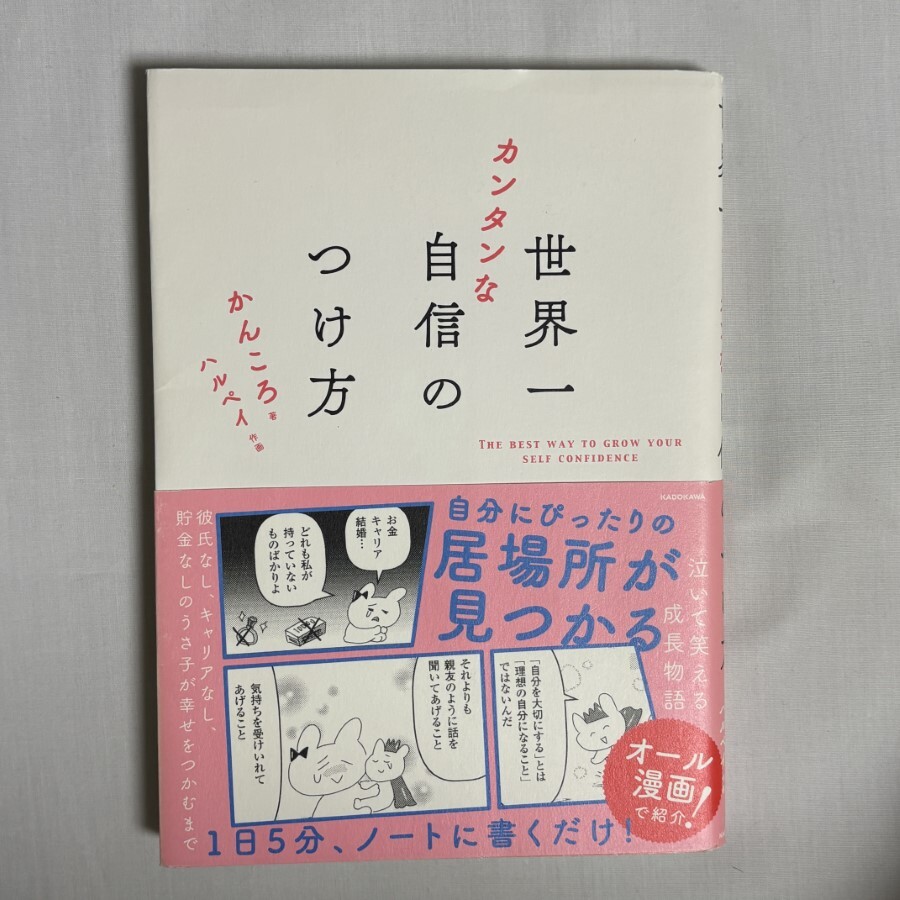 世界一
カンタンな
自信の
つけ方
かんころ 著
ハルペイ 作画
THE BEST WAY TO GROW YOUR
SELF CONFIDENCE
KADOKAWA
自分にぴったりの
居場所が
見つかる
泣いて笑える
成長物語
お金
キャリア
結婚…
どれも私が
持っていない
ものばかりよ
それよりも
親友のように話を
聞いてあげること
気持ちを受けいれて
あげること
「自分を大切にする」とは
「理想の自分になること」
ではないんだ
彼氏なし、キャリアなし、
貯金なしのうさ子が幸せをつかむまで
オール
漫画
で紹介!
1日5分、ノートに書くだけ!